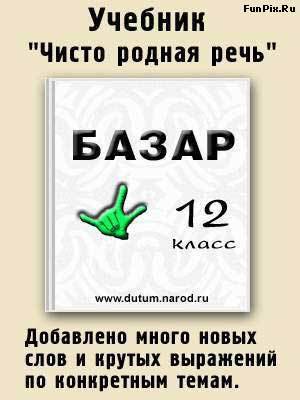 FunPix.Ru
Учебник
"Чисто родная речь"
БАЗАР
12
класс
www.dutum.narod.ru
Добавлено много новых
слов и крутых выражений
по конкретным темам.